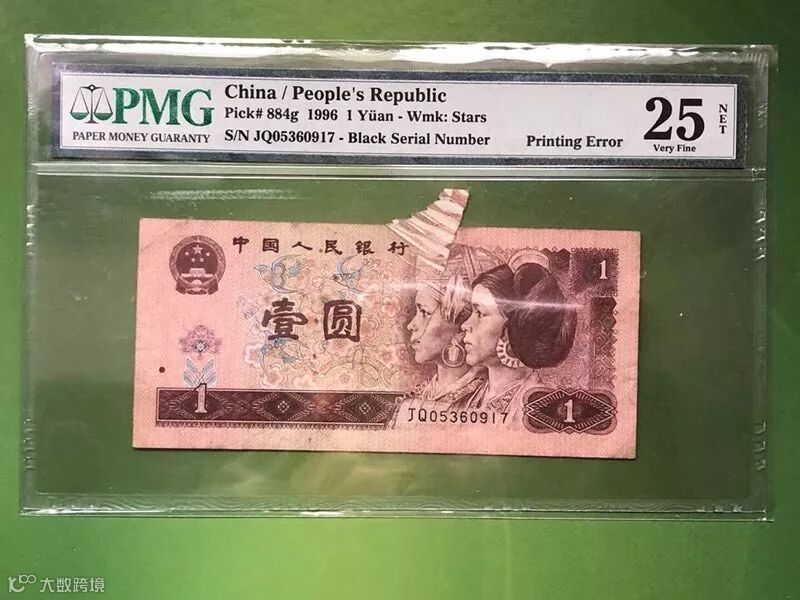 PMG
PAPER MONEY GUARANTY
China / People's Republic
Pick# 884g 1996 1 Yüan - Wmk: Stars
S/N JQ05360917 - Black Serial Number
Printing Error
25
Very Fine
NET
中国人民银行
1
壹圆
1
JQ05360917
1
大数跨境